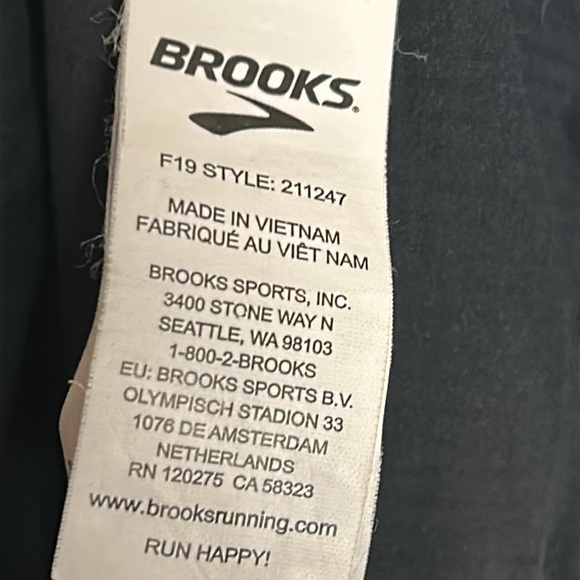 BROOKS®
F19 STYLE: 211247
MADE IN VIETNAM
FABRIQUÉ AU VIÊT NAM
BROOKS SPORTS, INC.
3400 STONE WAY N
SEATTLE, WA 98103
1-800-2-BROOKS
EU: BROOKS SPORTS B.V.
OLYMPISCH STADION 33
1076 DE AMSTERDAM
NETHERLANDS
RN 120275 CA 58323
www.brooksrunning.com
RUN HAPPY!